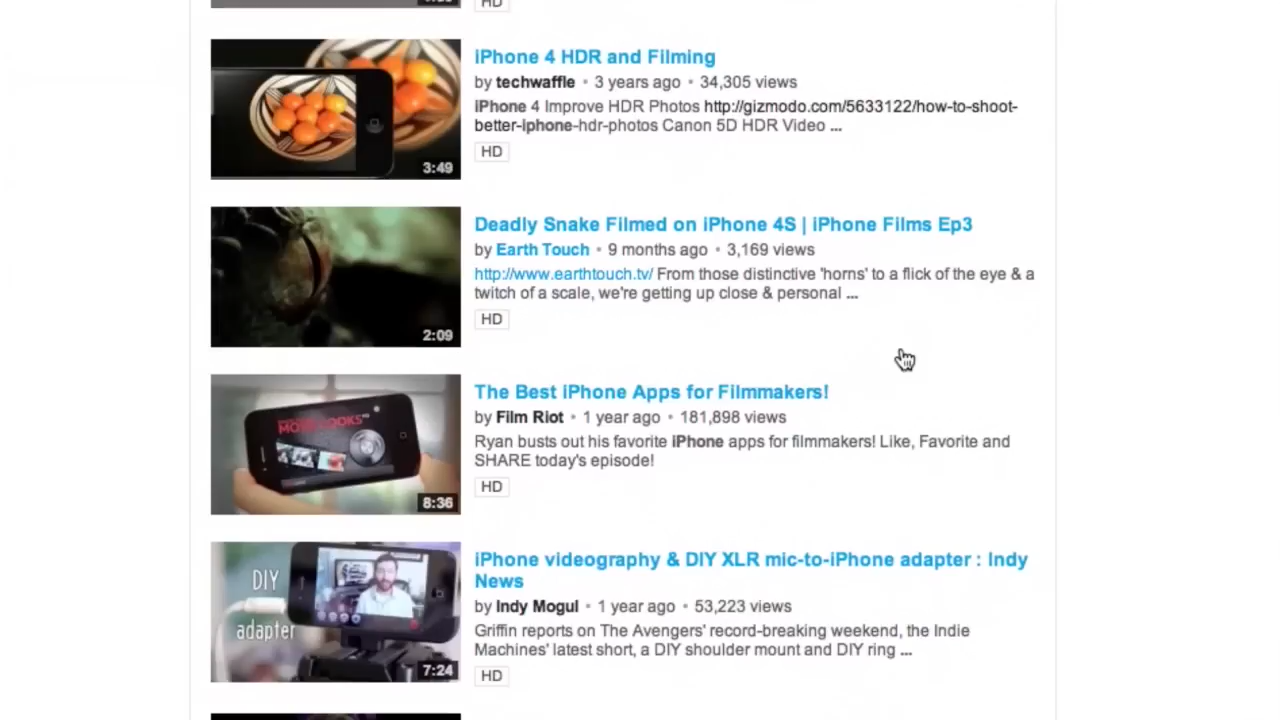 HD
iPhone 4 HDR and Filming
by techwaffle • 3 years ago • 34,305 views
iPhone 4 Improve HDR Photos http://gizmodo.com/5633122/how-to-shoot-
better-iphone-hdr-photos Canon 5D HDR Video ...
HD
3:49
Deadly Snake Filmed on iPhone 4S | iPhone Films Ep3
by Earth Touch • 9 months ago • 3,169 views
http://www.earthtouch.tv/ From those distinctive 'horns' to a flick of the eye & a
twitch of a scale, we're getting up close & personal ...
HD
2:09
The Best iPhone Apps for Filmmakers!
by Film Riot • 1 year ago • 181,898 views
Ryan busts out his favorite iPhone apps for filmmakers! Like, Favorite and
SHARE today's episode!
HD
MORE LOOKS
8:36
iPhone videography & DIY XLR mic-to-iPhone adapter : Indy
News
by Indy Mogul • 1 year ago • 53,223 views
Griffin reports on The Avengers' record-breaking weekend, the Indie
Machines' latest short, a DIY shoulder mount and DIY ring ...
HD
DIY
adapter
7:24